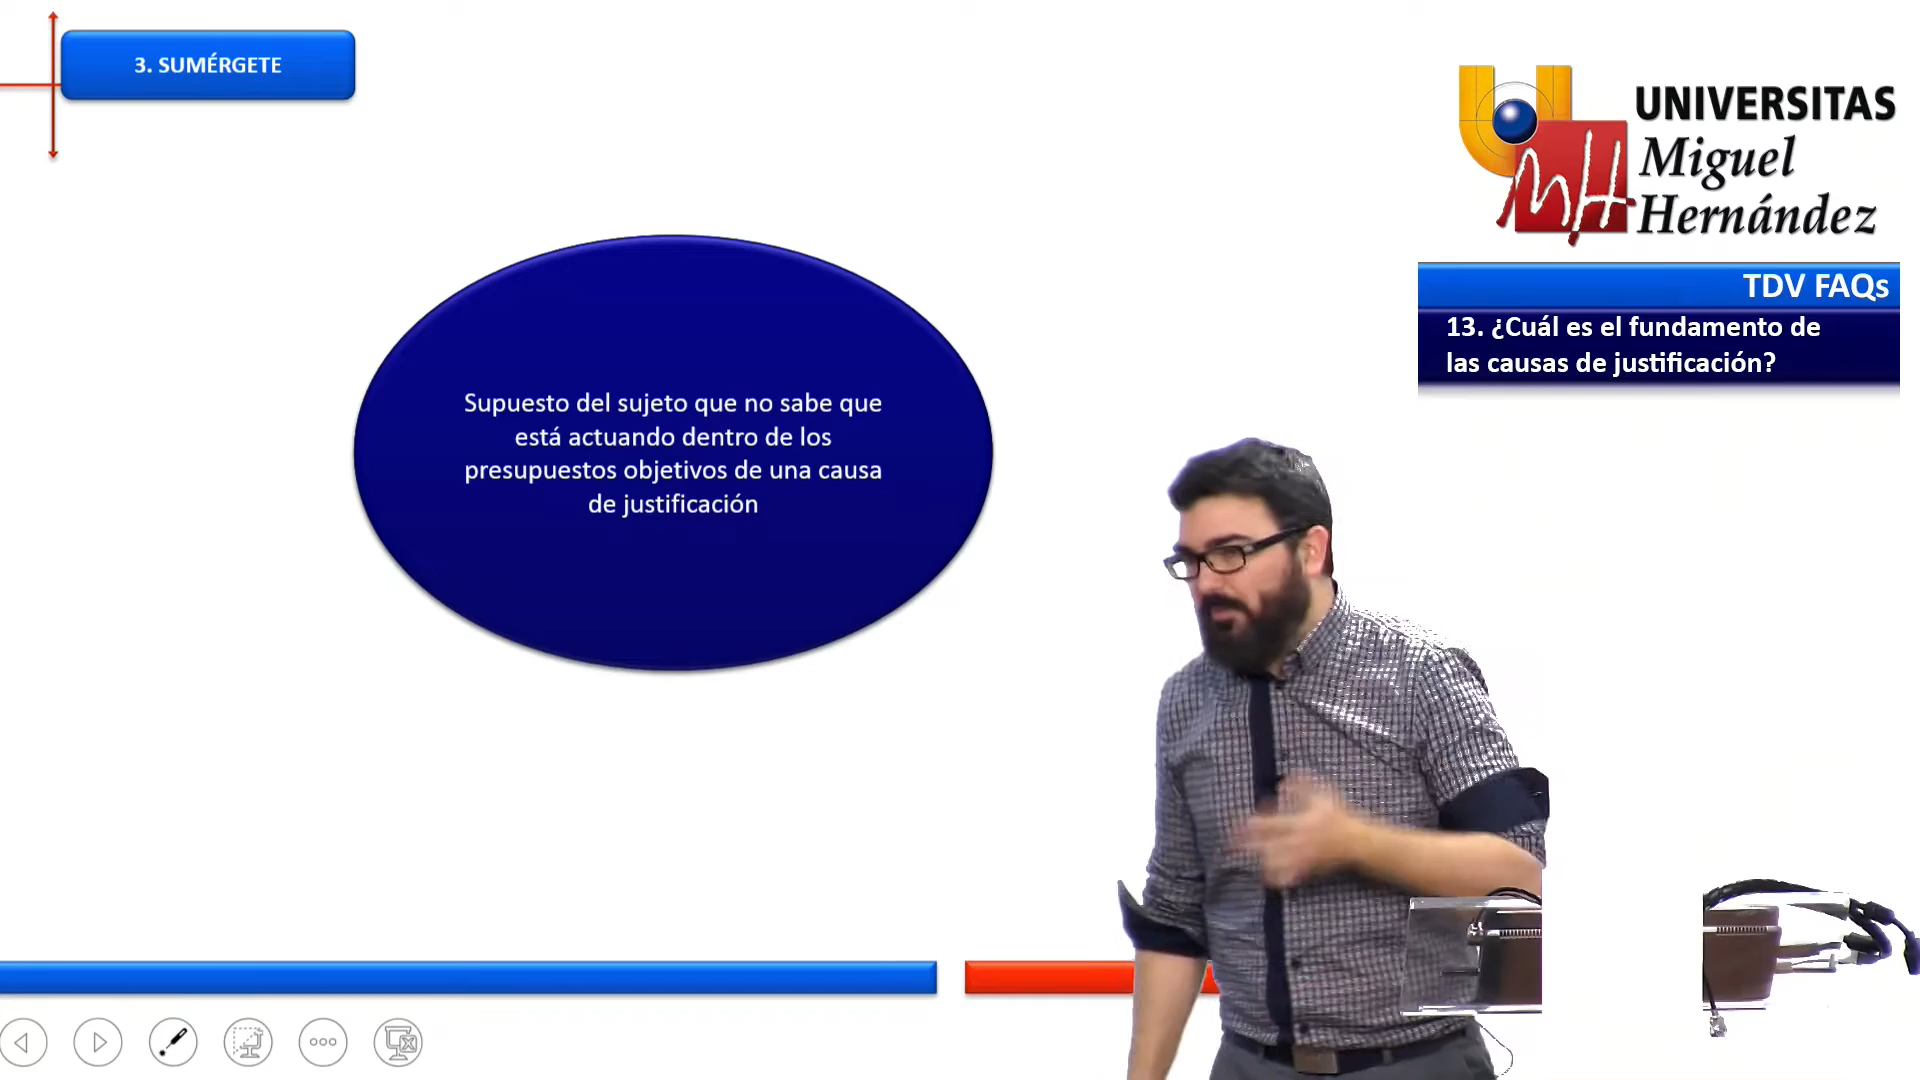 3. SUMÉRGETE
UNIVERSITAS
Miguel
Hernández
TDV FAQs
13. ¿Cuál es el fundamento de
las causas de justificación?
Supuesto del sujeto que no sabe que
está actuando dentro de los
presupuestos objetivos de una causa
de justificación